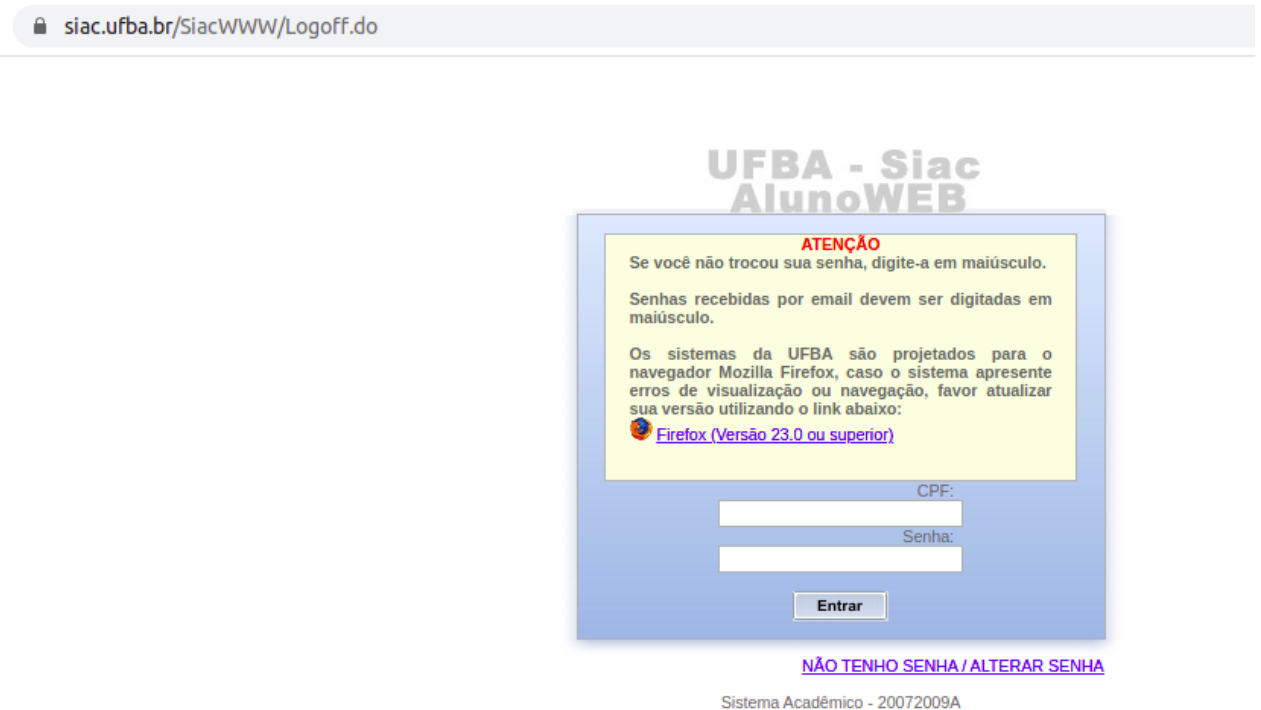 siac.ufba.br/SiacWWW/Logoff.do
UFBA - Siac
AlunoWEB
ATENÇÃO
Se você não trocou sua senha, digite-a em maiúsculo.
Senhas recebidas por email devem ser digitadas em
maiúsculo.
Os sistemas da UFBA são projetados para o
navegador Mozilla Firefox, caso o sistema apresente
erros de visualização ou navegação, favor atualizar
sua versão utilizando o link abaixo:
Firefox (Versão 23.0 ou superior)
CPF:
Senha:
Entrar
NÃO TENHO SENHA / ALTERAR SENHA
Sistema Acadêmico - 20072009A